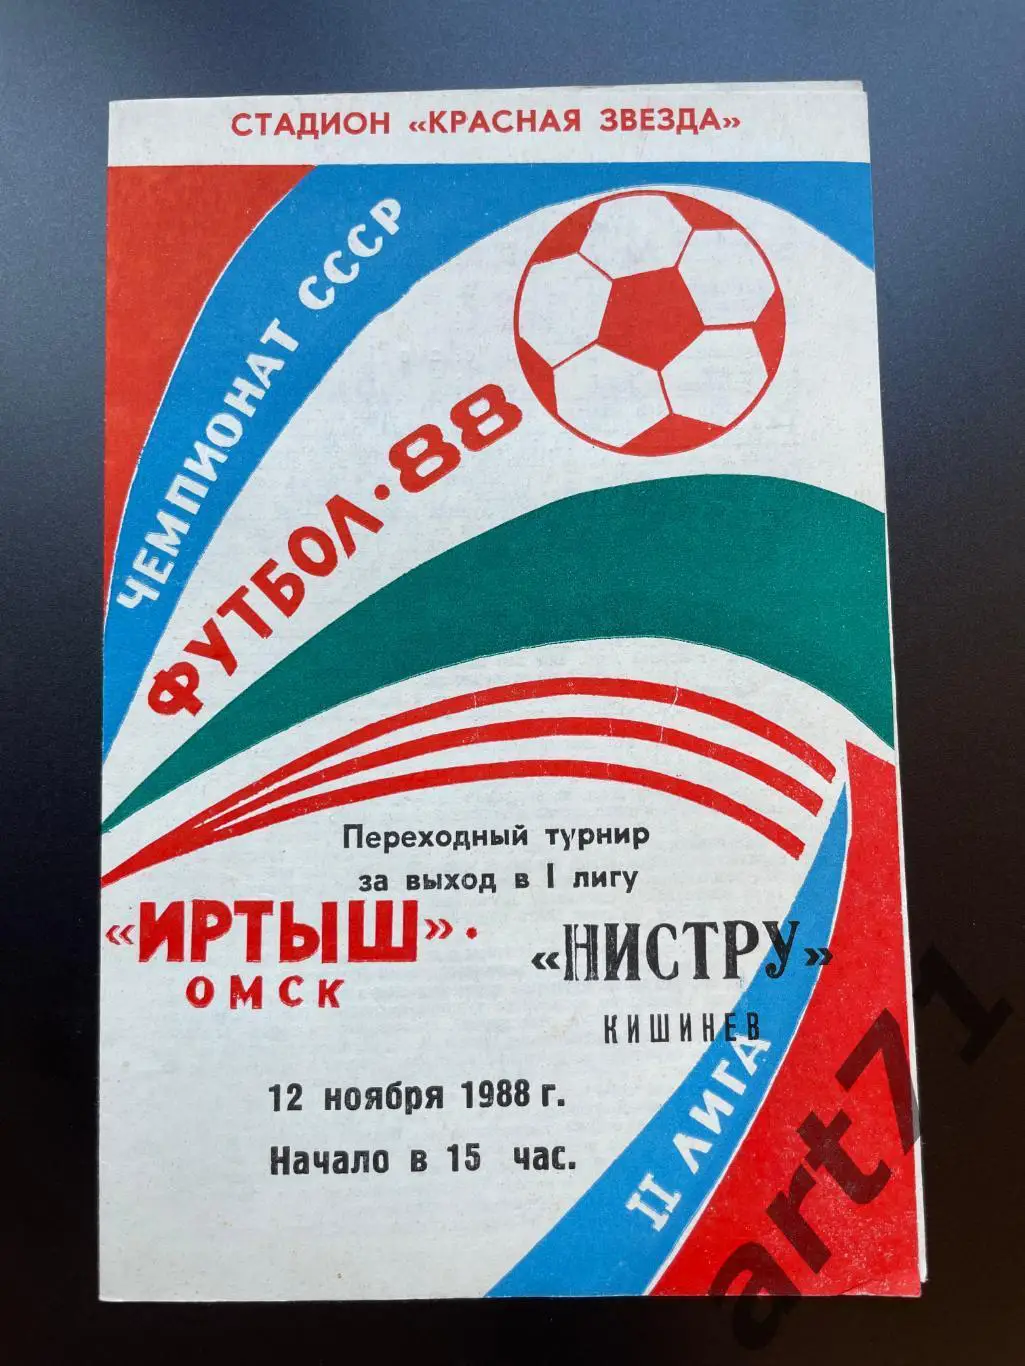 СТАДИОН «КРАСНАЯ ЗВЕЗДА»
ЧЕМПИОНАТ СССР
ФУТБОЛ·88
Переходный турнир
за выход в I лигу
«ИРТЫШ»·
ОМСК
«НИСТРУ»
КИШИНЕВ
12 ноября 1988 г.
Начало в 15 час.
II ЛИГА
art71